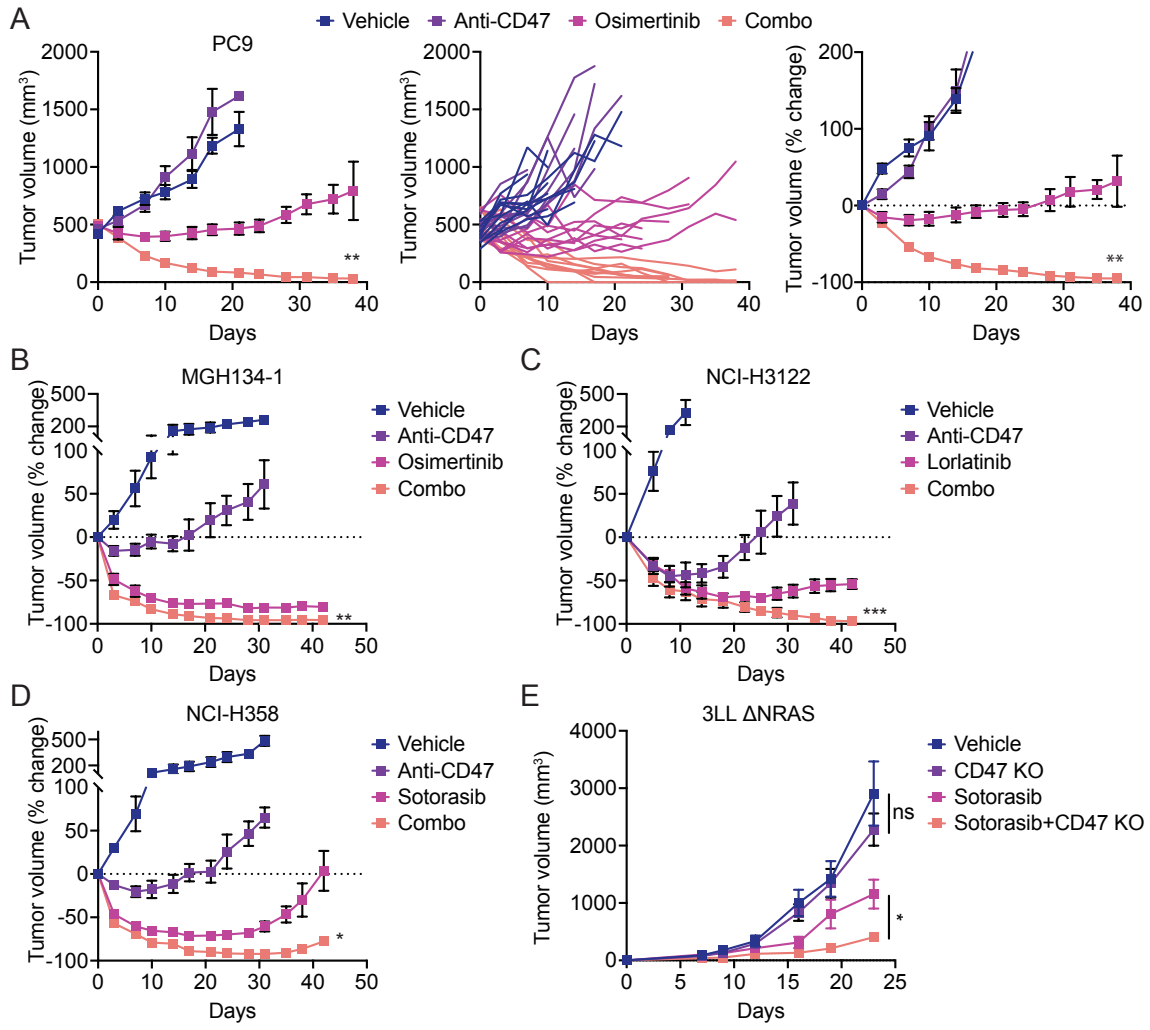 A
Vehicle Anti-CD47 Osimertinib Combo
PC9
Tumor volume (mm³)
2000
1500
1000
500
0
0 10 20 30 40
Days
**
Tumor volume (mm³)
2000
1500
1000
500
0
0 10 20 30 40
Days
Tumor volume (% change)
200
100
0
-100
0 10 20 30 40
Days
**
B
MGH134-1
Tumor volume (% change)
500
200
100
50
0
-50
-100
0 10 20 30 40 50
Days
**
Vehicle
Anti-CD47
Osimertinib
Combo
C
NCI-H3122
Tumor volume (% change)
500
200
100
50
0
-50
-100
0 10 20 30 40 50
Days
***
Vehicle
Anti-CD47
Lorlatinib
Combo
D
NCI-H358
Tumor volume (% change)
500
200
100
50
0
-50
-100
0 10 20 30 40 50
Days
*
Vehicle
Anti-CD47
Sotorasib
Combo
E
3LL ΔNRAS
Tumor volume (mm³)
4000
3000
2000
1000
0
0 5 10 15 20 25
Days
ns
*
Vehicle
CD47 KO
Sotorasib
Sotorasib+CD47 KO